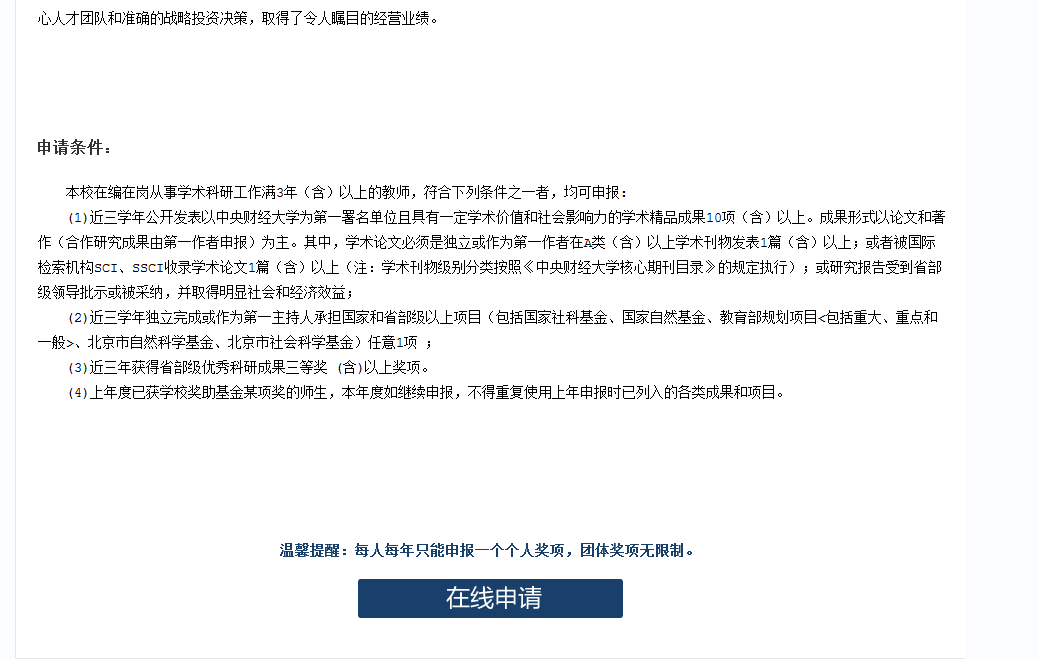 心人才团队和准确的战略投资决策，取得了令人瞩目的经营业绩。
申请条件：
本校在编在岗从事学术科研工作满3年（含）以上的教师，符合下列条件之一者，均可申报：
(1)近三学年公开发表以中央财经大学为第一署名单位且具有一定学术价值和社会影响力的学术精品成果10项（含）以上。成果形式以论文和著
作（合作研究成果由第一作者申报）为主。其中，学术论文必须是独立或作为第一作者在A类（含）以上学术刊物发表1篇（含）以上；或者被国际
检索机构SCI、SSCI收录学术论文1篇（含）以上（注：学术刊物级别分类按照《中央财经大学核心期刊目录》的规定执行）；或研究报告受到省部
级领导批示或被采纳，并取得明显社会和经济效益；
(2)近三学年独立完成或作为第一主持人承担国家和省部级以上项目（包括国家社科基金、国家自然基金、教育部规划项目<包括重大、重点和
一般>、北京市自然科学基金、北京市社会科学基金）任意1项 ；
(3)近三年获得省部级优秀科研成果三等奖 (含)以上奖项。
(4)上年度已获学校奖助基金某项奖的师生，本年度如继续申报，不得重复使用上年申报时已列入的各类成果和项目。
温馨提醒：每人每年只能申报一个个人奖项，团体奖项无限制。
在线申请